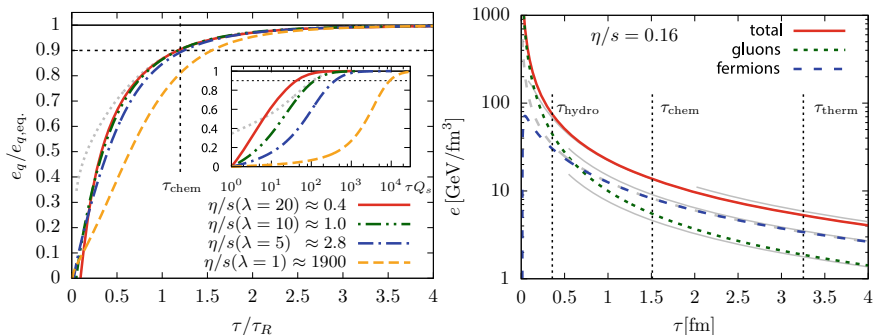 e_q/e_{q,eq.}
1
0.9
0.8
0.7
0.6
0.5
0.4
0.3
0.2
0.1
0
0 0.5 1 1.5 2 2.5 3 3.5 4
τ/τ_R
τ_chem
1
0.8
0.6
0.4
0.2
0
10^0 10^1 10^2 10^3 10^4 τQ_s
η/s(λ = 20) ≈ 0.4
η/s(λ = 10) ≈ 1.0
η/s(λ = 5) ≈ 2.8
η/s(λ = 1) ≈ 1900
e [GeV/fm^3]
1000
100
10
1
0 0.5 1 1.5 2 2.5 3 3.5 4
τ[fm]
η/s = 0.16
total
gluons
fermions
τ_hydro
τ_chem
τ_therm